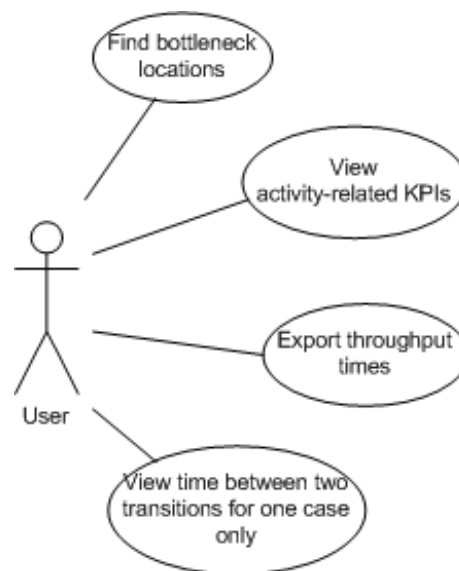 Find bottleneck
locations
View
activity-related KPIs
Export throughput
times
User
View time between two
transitions for one case
only